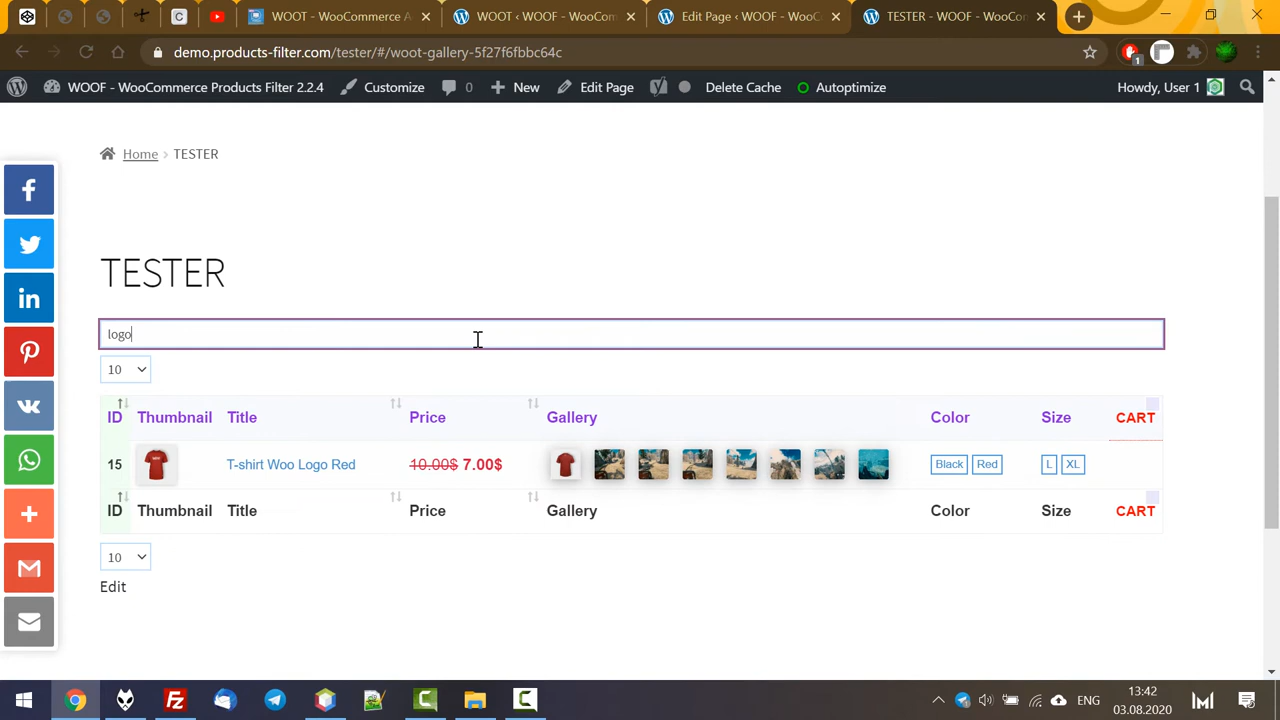 WOOT - WooCommerce A
WOOT ‹ WOOF - WooCom
Edit Page ‹ WOOF - WooComm
TESTER - WOOF - WooCom
demo.products-filter.com/tester/#/woot-gallery-5f27f6fbbc64c
1
WOOF - WooCommerce Products Filter 2.2.4
Customize
0
New
Edit Page
Delete Cache
Autoptimize
Howdy, User 1
Home
TESTER
TESTER
logo
10
ID Thumbnail Title Price Gallery Color Size CART
15 T-shirt Woo Logo Red 10.00$ 7.00$ Black Red L XL
ID Thumbnail Title Price Gallery Color Size CART
10
Edit
ENG
13:42
03.08.2020